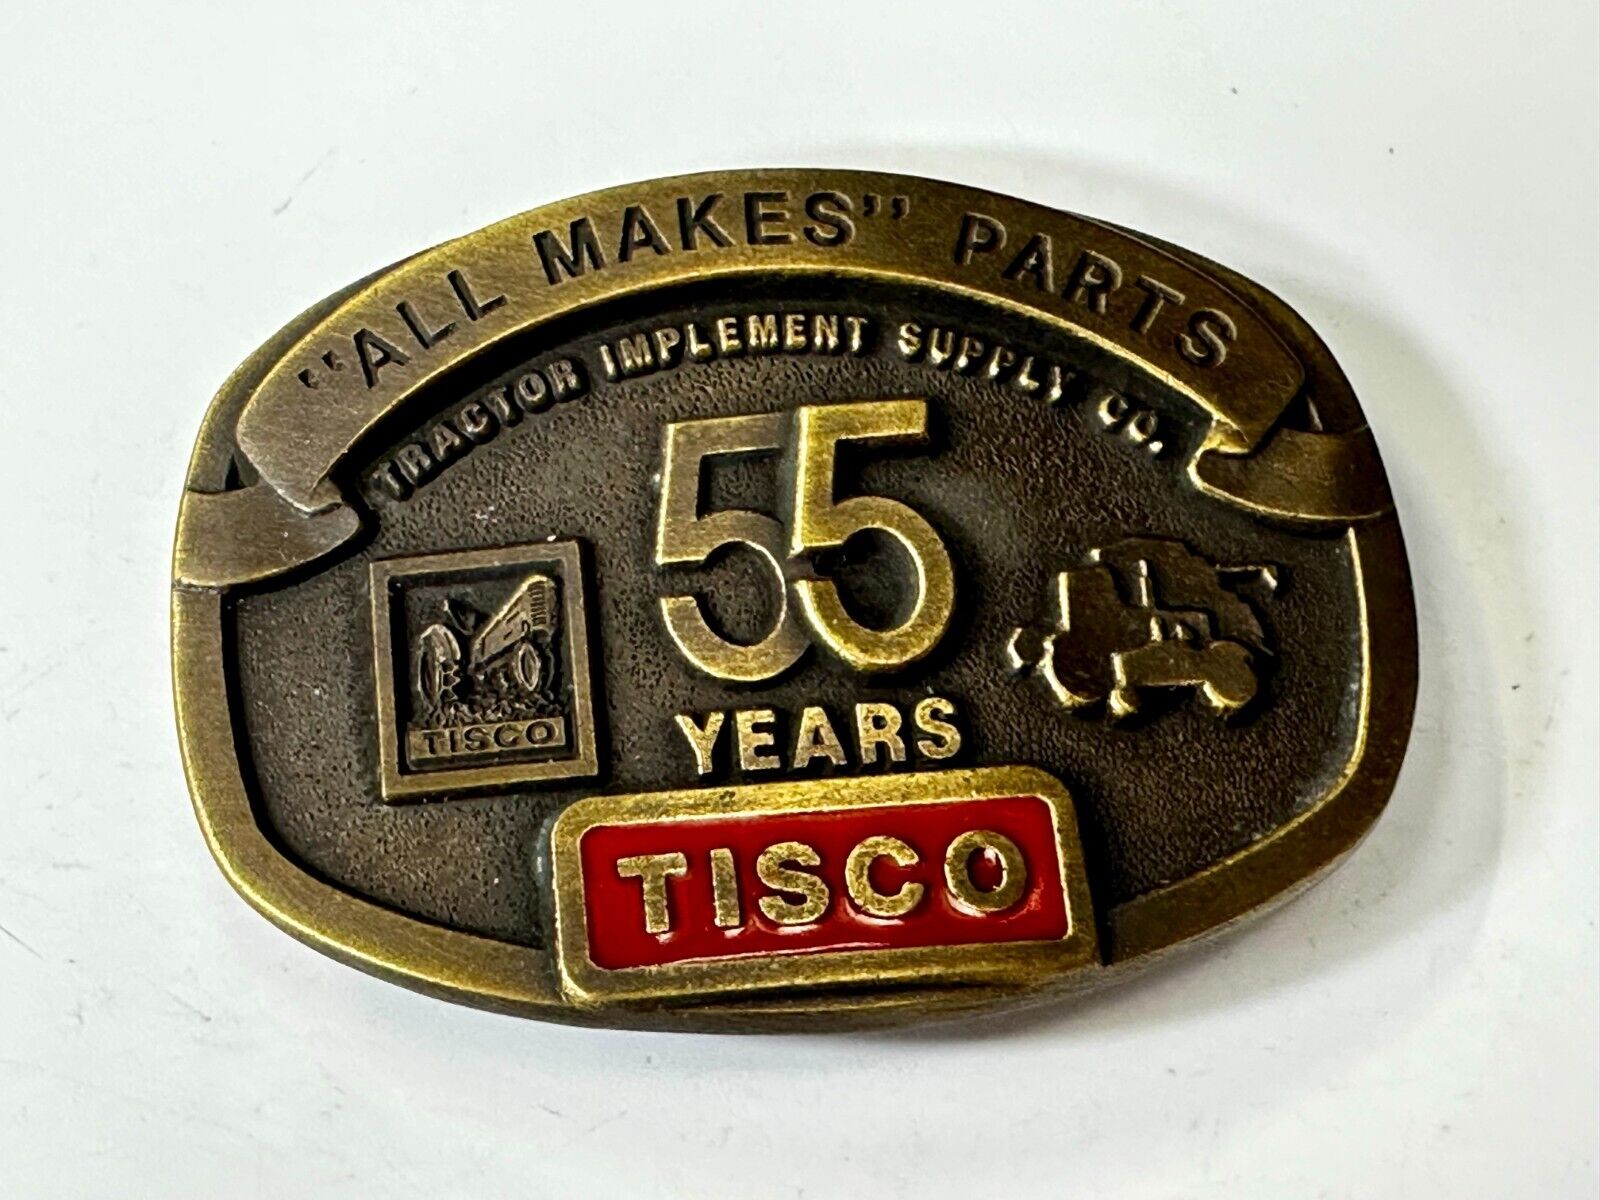 "ALL MAKES" PARTS
TRACTOR IMPLEMENT SUPPLY CO.
55
YEARS
TISCO
TISCO